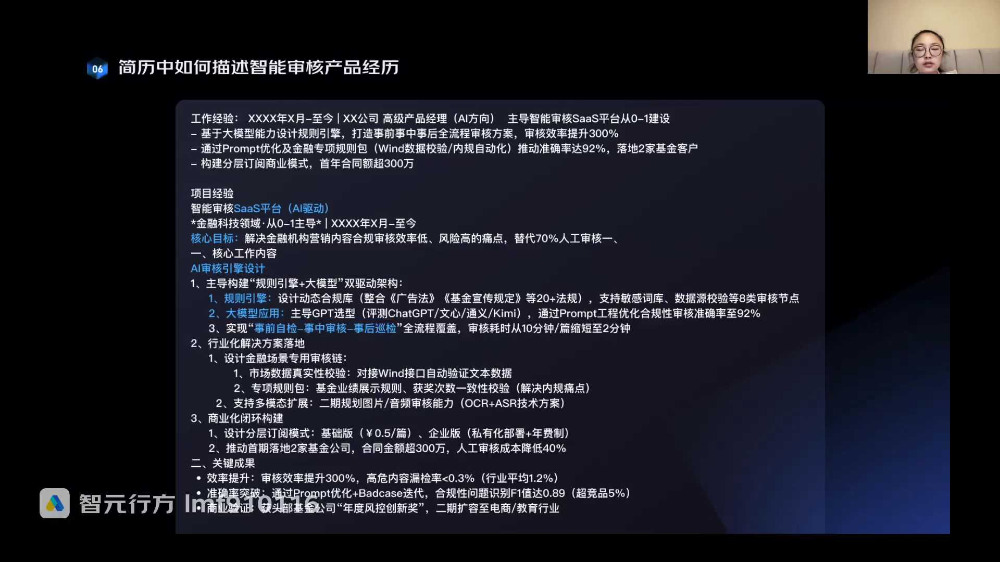 06 简历中如何描述智能审核产品经历
工作经验： XXXX年X月-至今 | XX公司 高级产品经理（AI方向） 主导智能审核SaaS平台从0-1建设
- 基于大模型能力设计规则引擎，打造事前事中事后全流程审核方案，审核效率提升300%
- 通过Prompt优化及金融专项规则包（Wind数据校验/内规自动化）推动准确率达92%，落地2家基金客户
- 构建分层订阅商业模式，首年合同额超300万
项目经验
智能审核SaaS平台（AI驱动）
*金融科技领域·从0-1主导* | XXXX年X月-至今
核心目标：解决金融机构营销内容合规审核效率低、风险高的痛点，替代70%人工审核一、
一、核心工作内容
AI审核引擎设计
1、主导构建“规则引擎+大模型”双驱动架构：
1、规则引擎：设计动态合规库（整合《广告法》《基金宣传规定》等20+法规），支持敏感词库、数据源校验等8类审核节点
2、大模型应用：主导GPT选型（评测ChatGPT/文心/通义/Kimi），通过Prompt工程优化合规性审核准确率至92%
3、实现“事前自检-事中审核-事后巡检”全流程覆盖，审核耗时从10分钟/篇缩短至2分钟
2、行业化解决方案落地
1、设计金融场景专用审核链：
1、市场数据真实性校验：对接Wind接口自动验证文本数据
2、专项规则包：基金业绩展示规则、获奖次数一致性校验（解决内规痛点）
2、支持多模态扩展：二期规划图片/音频审核能力（OCR+ASR技术方案）
3、商业化闭环构建
1、设计分层订阅模式：基础版（￥0.5/篇）、企业版（私有化部署+年费制）
2、推动首期落地2家基金公司，合同金额超300万，人工审核成本降低40%
二、关键成果
• 效率提升：审核效率提升300%，高危内容漏检率<0.3%（行业平均1.2%）
• 准确率突破：通过Prompt优化+Badcase迭代，合规性问题识别F1值达0.89（超竞品5%）
• 商业验证：获头部基金公司“年度风控创新奖”，二期扩容至电商/教育行业
智元行方 lmf910116